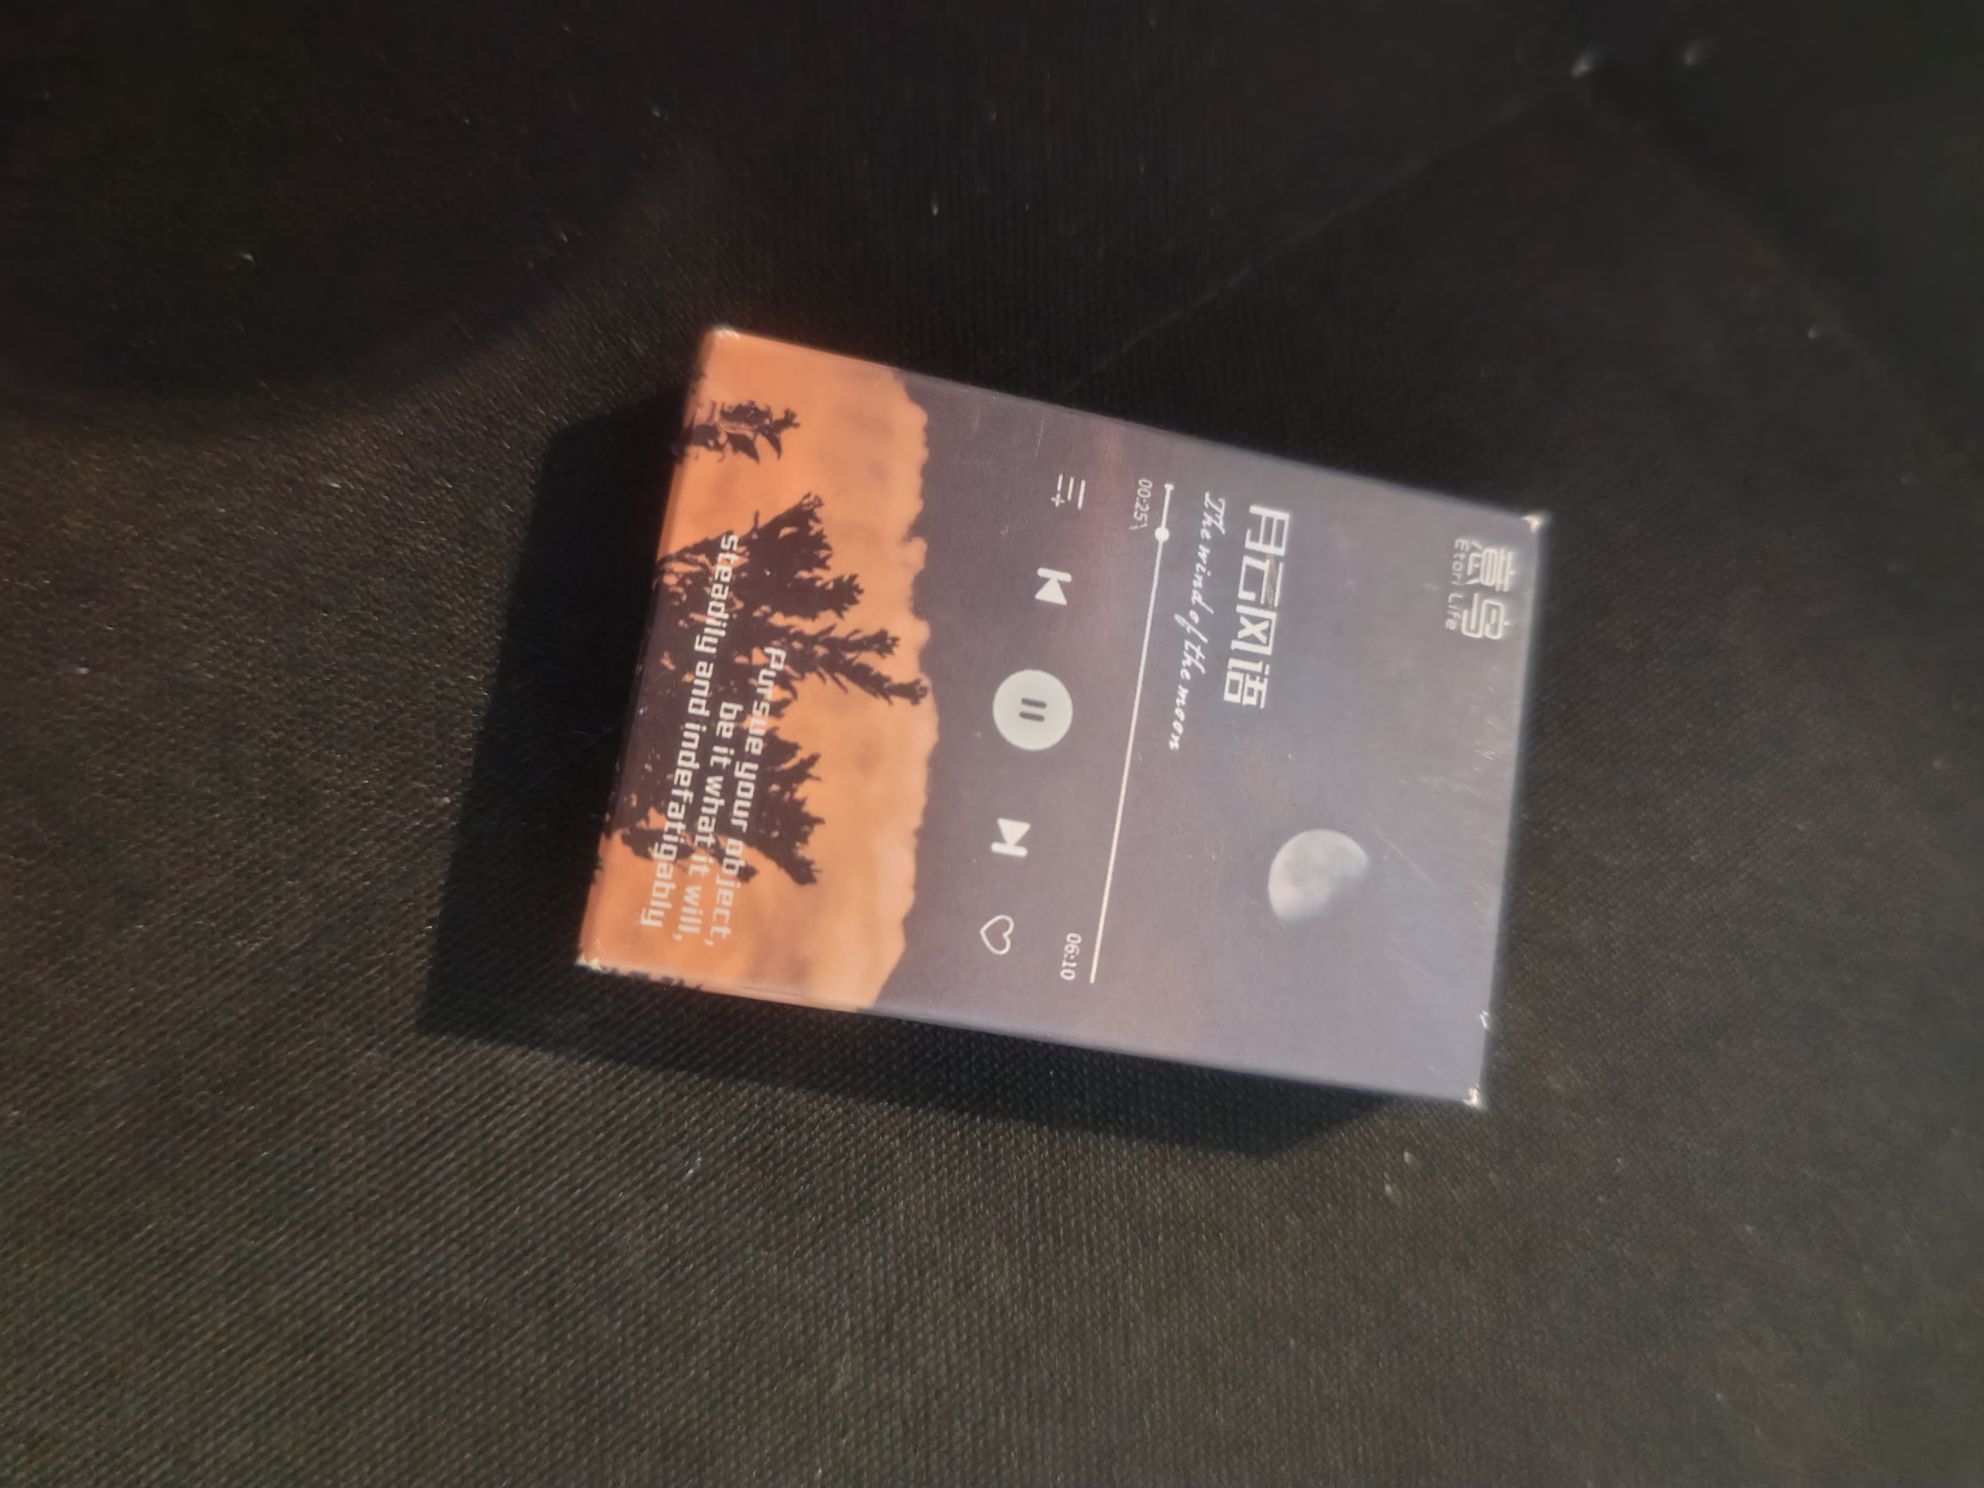 意鸟
Etori Life
月云风语
The wind of the moon
00:25
06:10
Pursue your object,
be it what it will,
steadily and indefatigably